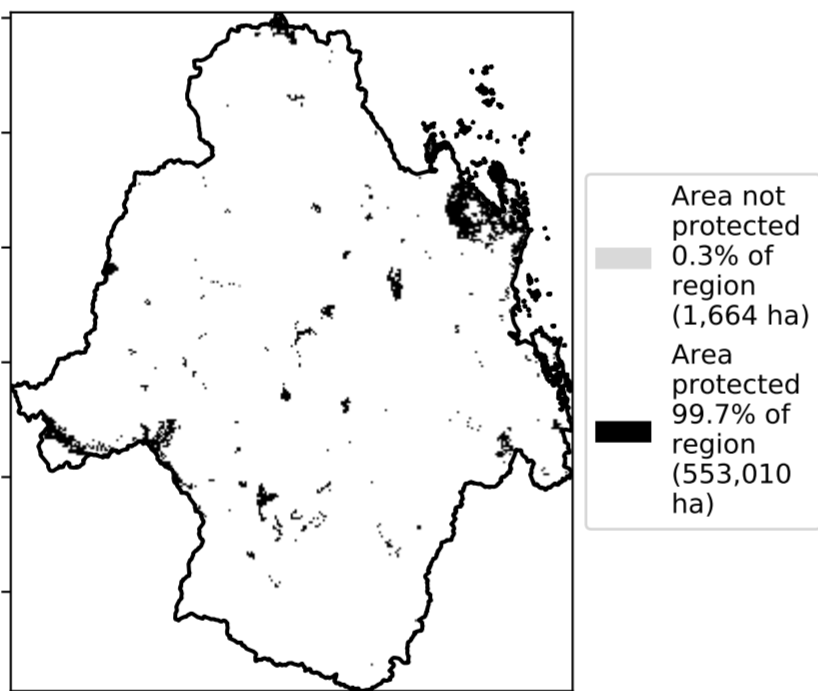 Area not
protected
0.3% of
region
(1,664 ha)
Area
protected
99.7% of
region
(553,010
ha)